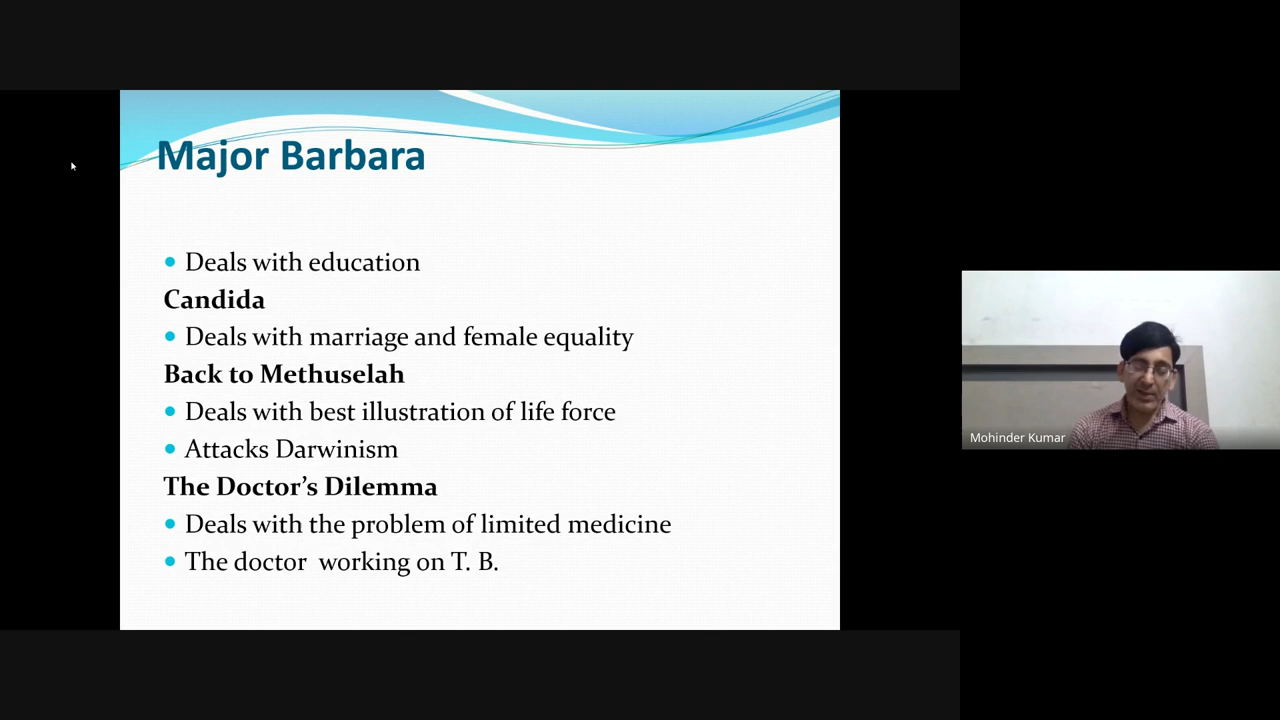 Major Barbara
• Deals with education
Candida
• Deals with marriage and female equality
Back to Methuselah
• Deals with best illustration of life force
• Attacks Darwinism
The Doctor’s Dilemma
• Deals with the problem of limited medicine
• The doctor  working on T. B.
Mohinder Kumar